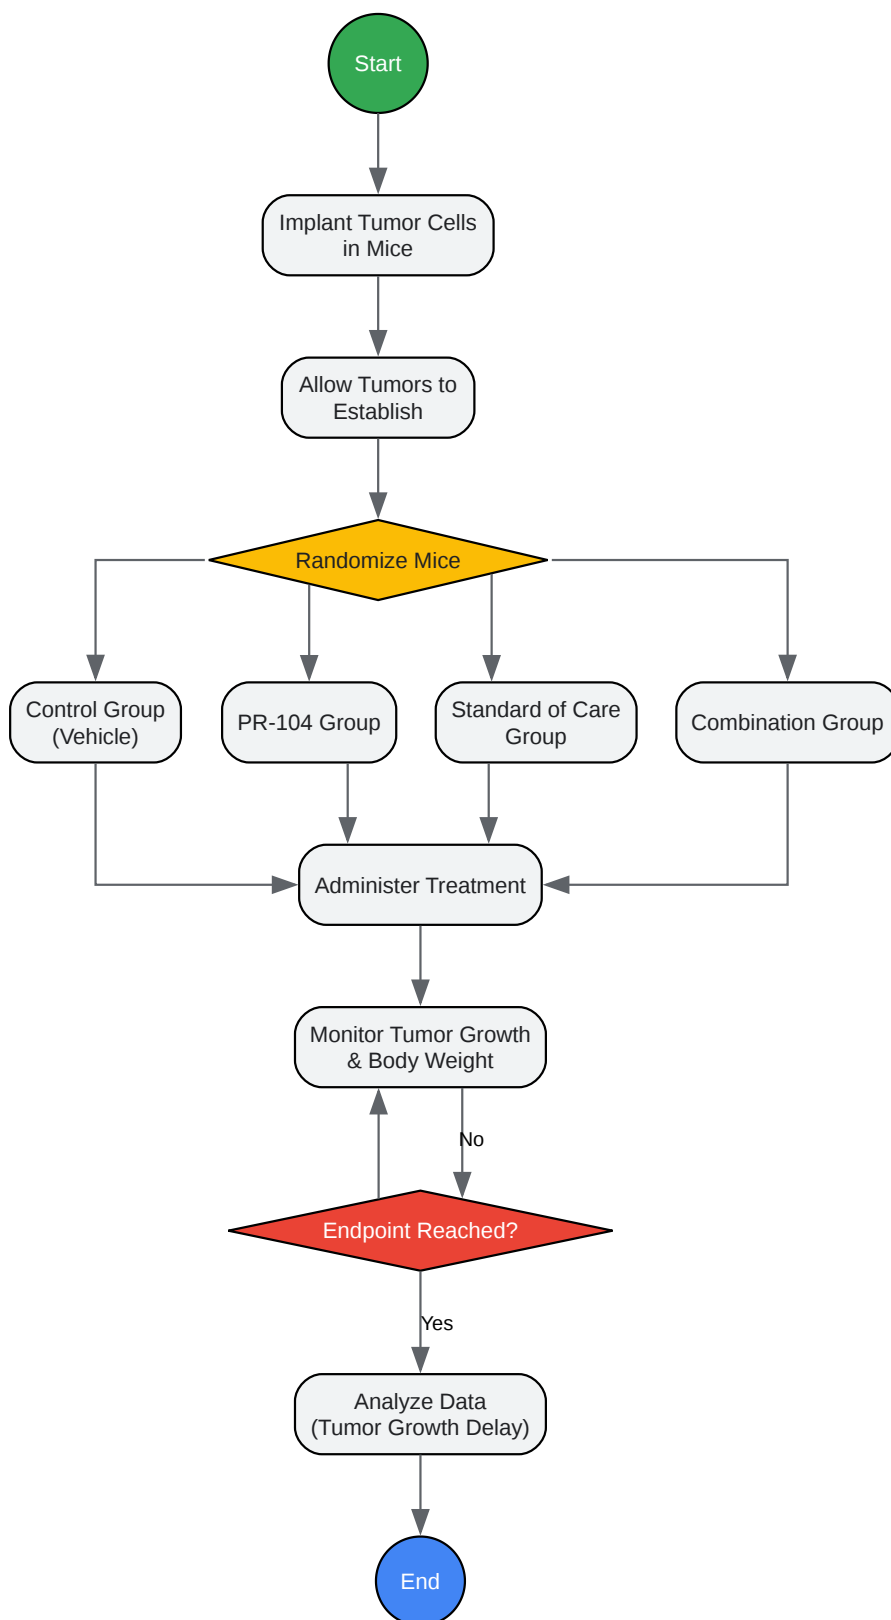 Start
Implant Tumor Cells
in Mice
Allow Tumors to
Establish
Randomize Mice
Control Group
(Vehicle)
PR-104 Group
Standard of Care
Group
Combination Group
Administer Treatment
Monitor Tumor Growth
& Body Weight
No
Endpoint Reached?
Yes
Analyze Data
(Tumor Growth Delay)
End